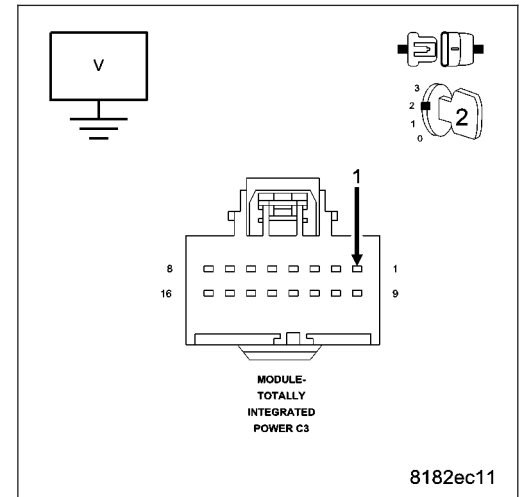 V
3
2
1
0
2
1
8
1
16
9
MODULE-
TOTALLY
INTEGRATED
POWER C3
8182ec11